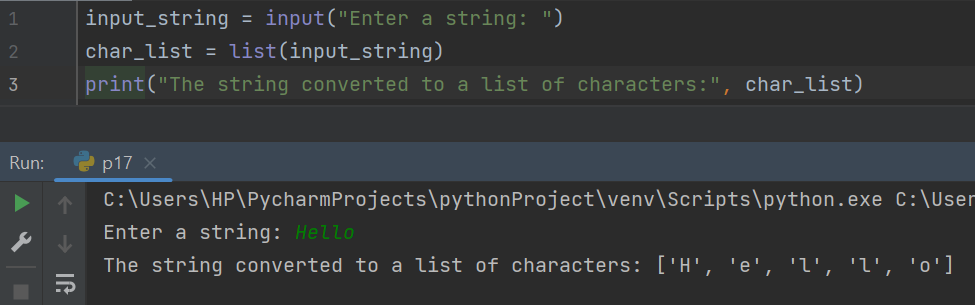 1 input_string = input("Enter a string: ")
2 char_list = list(input_string)
3 print("The string converted to a list of characters:", char_list)
Run: p17
C:\Users\HP\PycharmProjects\pythonProject\venv\Scripts\python.exe C:\User
Enter a string: Hello
The string converted to a list of characters: ['H', 'e', 'l', 'l', 'o']